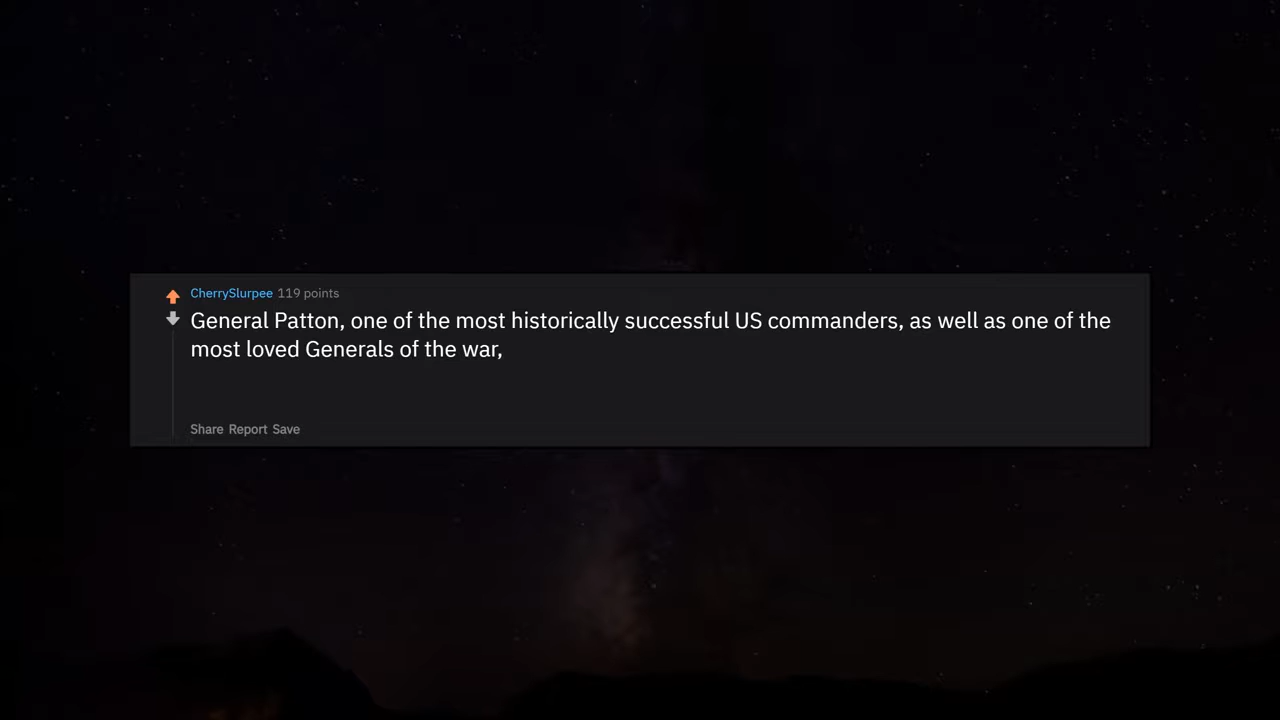 CherrySlurpee 119 points
General Patton, one of the most historically successful US commanders, as well as one of the
most loved Generals of the war,
Share Report Save